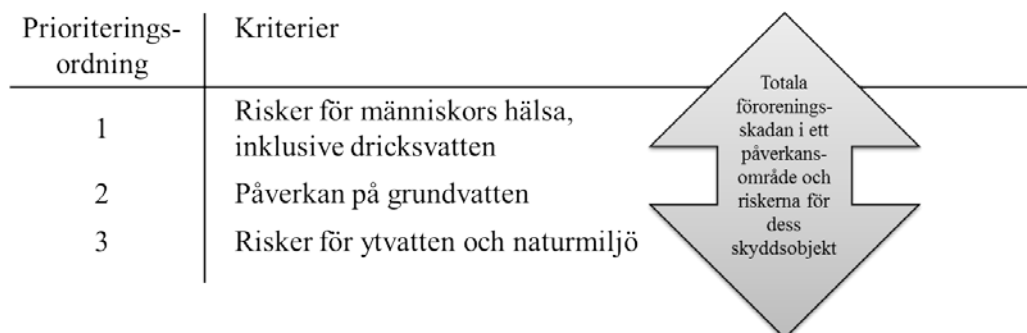 Prioriterings-
ordning
Kriterier
1
Risker för människors hälsa,
inklusive dricksvatten
2
Påverkan på grundvatten
3
Risker för ytvatten och naturmiljö
Totala
förorenings-
skadan i ett
påverkans-
område och
riskerna för
dess
skyddsobjekt